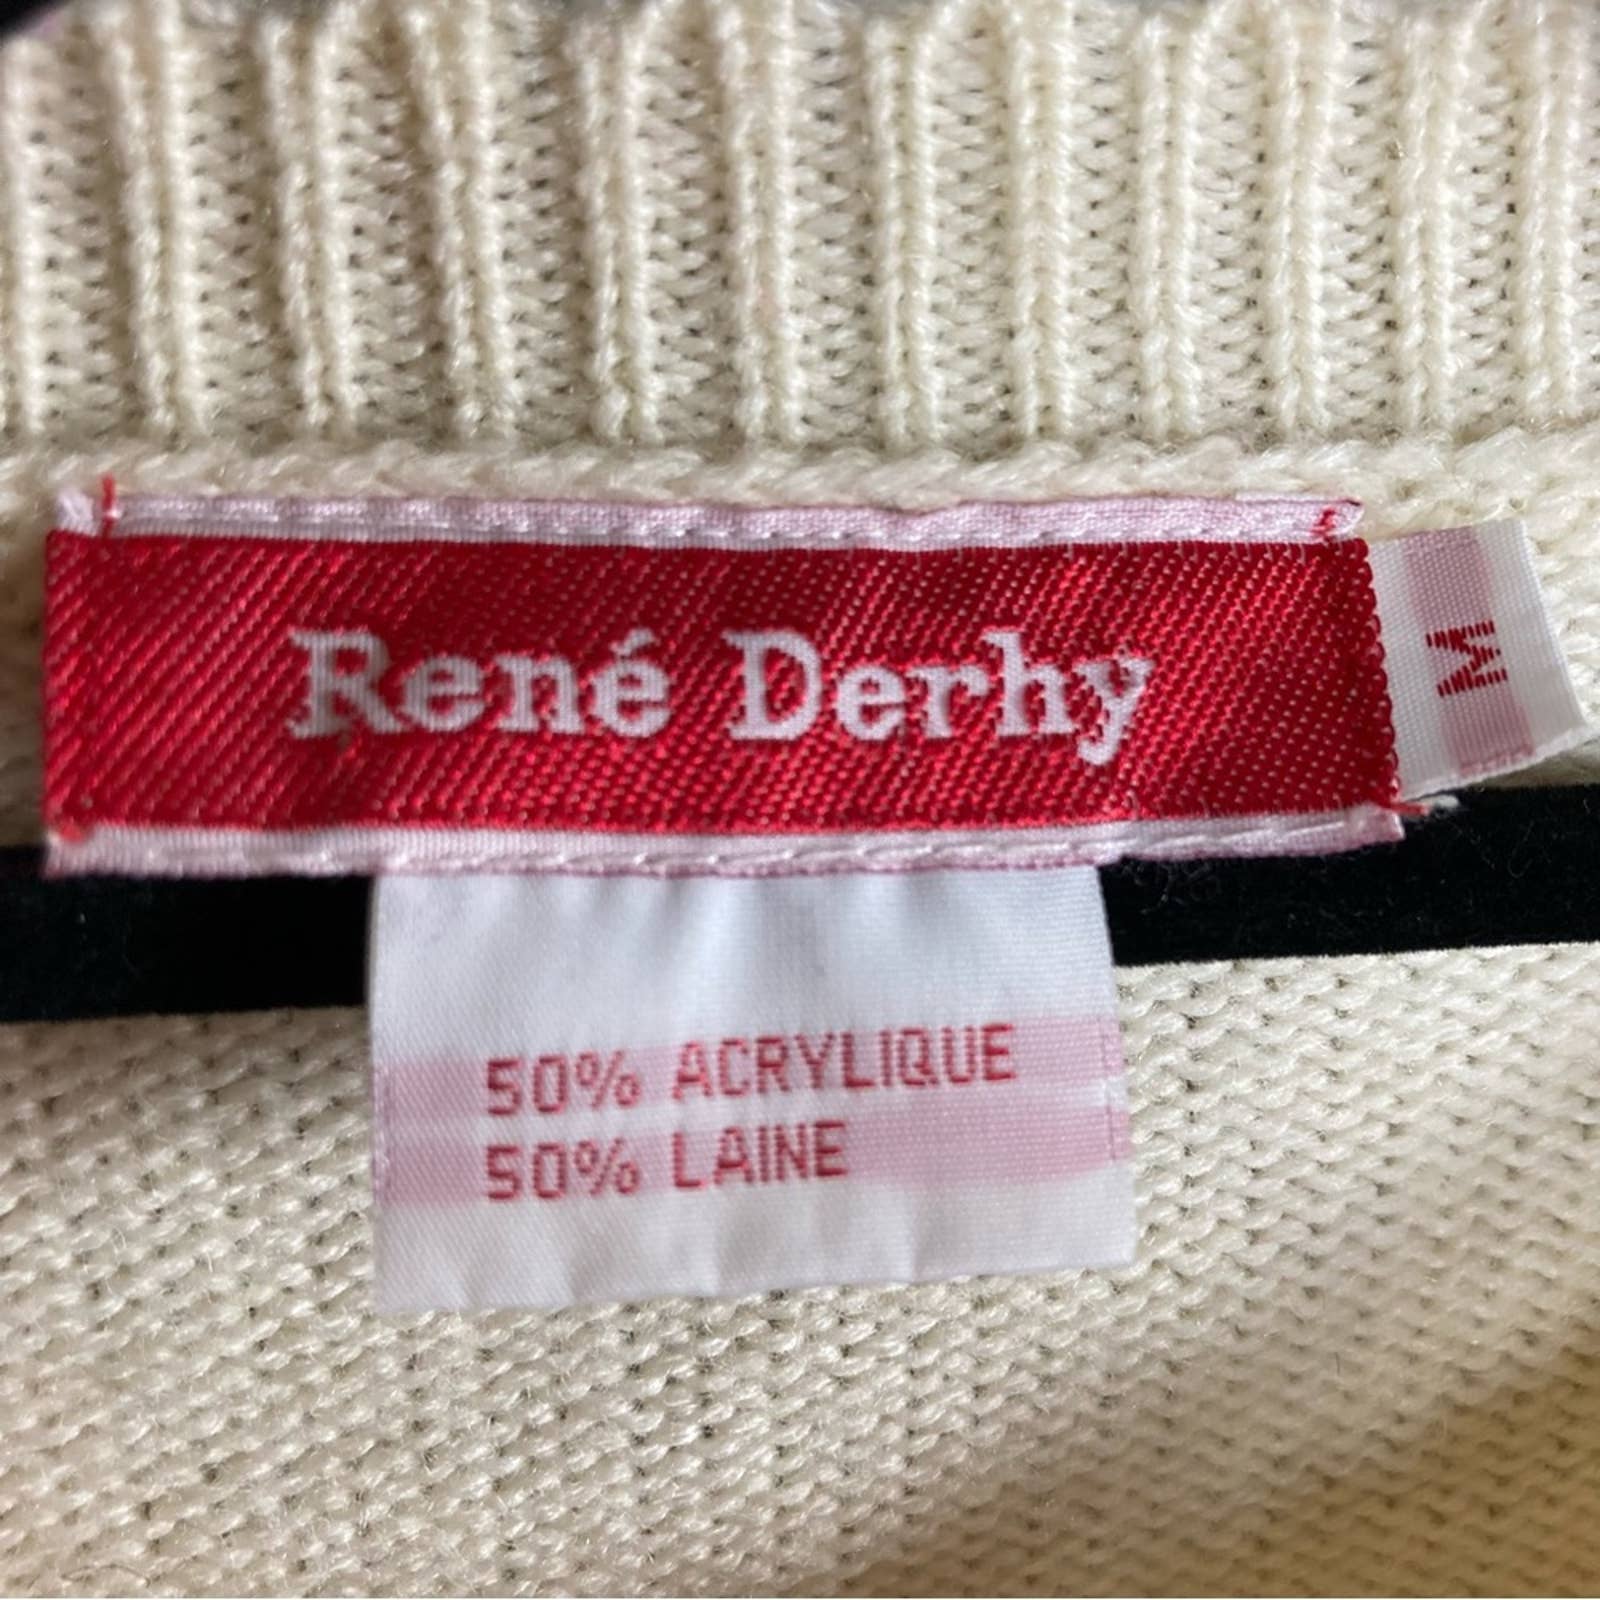 René Derhy
M
50% ACRYLIQUE
50% LAINE